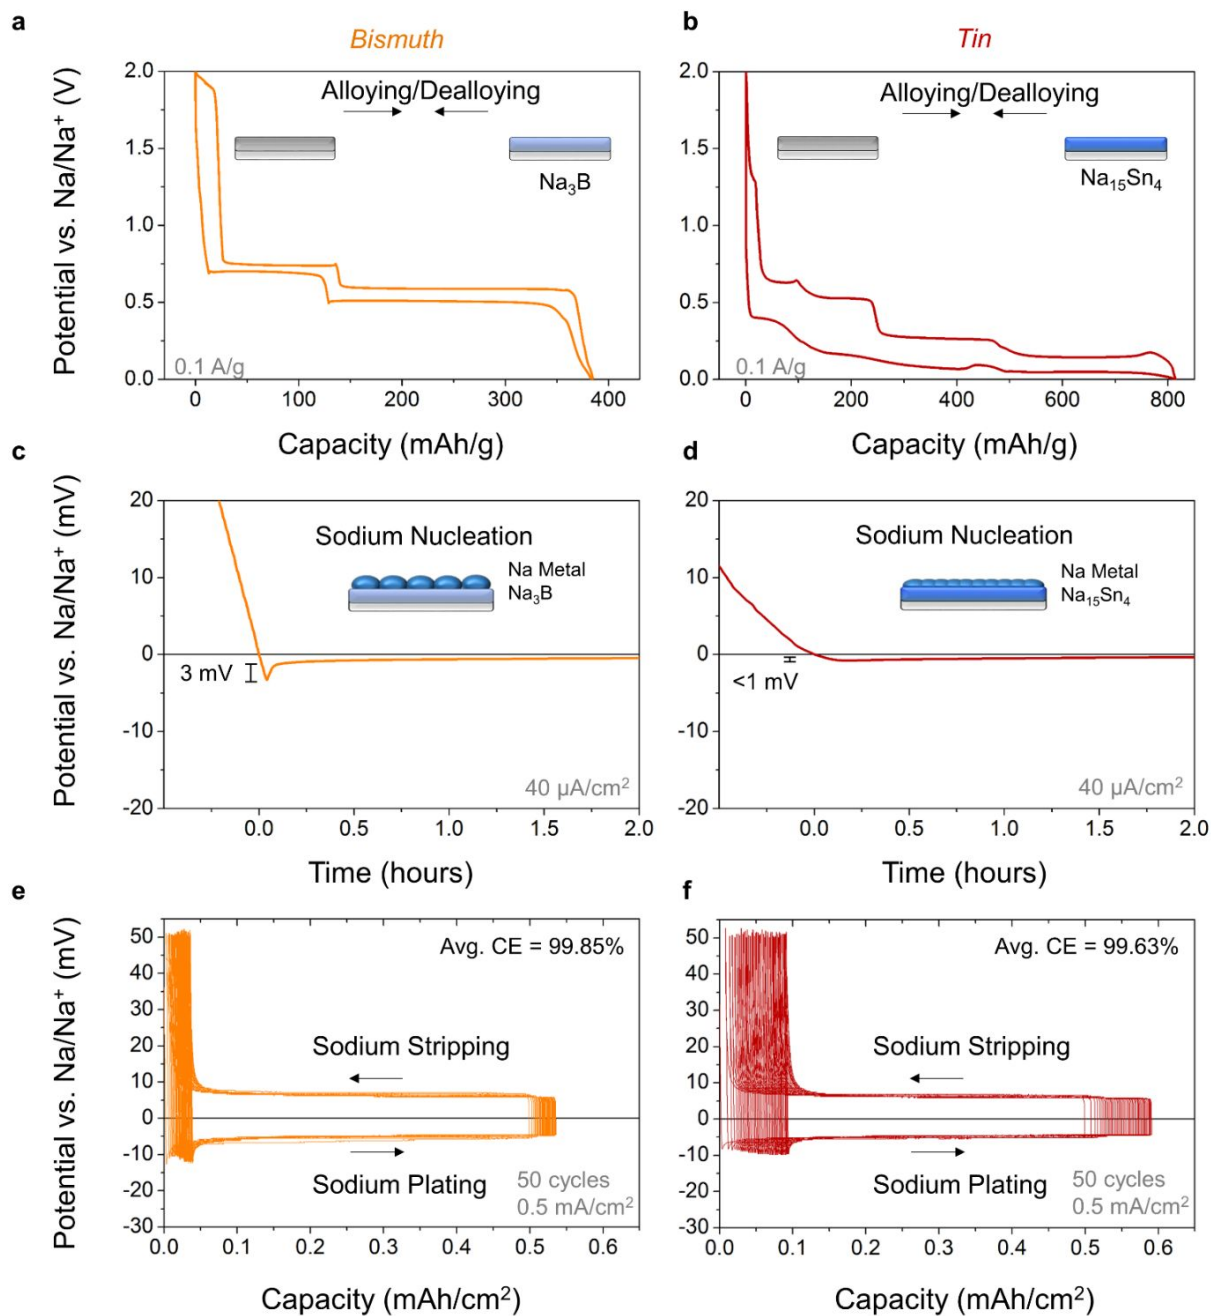 a
Bismuth
Potential vs. Na/Na⁺ (V)
2.0
1.5
1.0
0.5
0.0
Alloying/Dealloying
Na₃B
0.1 A/g
0
100
200
300
400
Capacity (mAh/g)
b
Tin
2.0
1.5
1.0
0.5
0.0
Alloying/Dealloying
Na₁₅Sn₄
0.1 A/g
0
200
400
600
800
Capacity (mAh/g)
c
Potential vs. Na/Na⁺ (mV)
20
10
0
-10
-20
Sodium Nucleation
Na Metal
Na₃B
3 mV
40 µA/cm²
0.0
0.5
1.0
1.5
2.0
Time (hours)
d
20
10
0
-10
-20
Sodium Nucleation
Na Metal
Na₁₅Sn₄
<1 mV
40 µA/cm²
0.0
0.5
1.0
1.5
2.0
Time (hours)
e
Potential vs. Na/Na⁺ (mV)
50
40
30
20
10
0
-10
-20
-30
Avg. CE = 99.85%
Sodium Stripping
Sodium Plating
50 cycles
0.5 mA/cm²
0.0
0.1
0.2
0.3
0.4
0.5
0.6
Capacity (mAh/cm²)
f
50
40
30
20
10
0
-10
-20
-30
Avg. CE = 99.63%
Sodium Stripping
Sodium Plating
50 cycles
0.5 mA/cm²
0.0
0.1
0.2
0.3
0.4
0.5
0.6
Capacity (mAh/cm²)